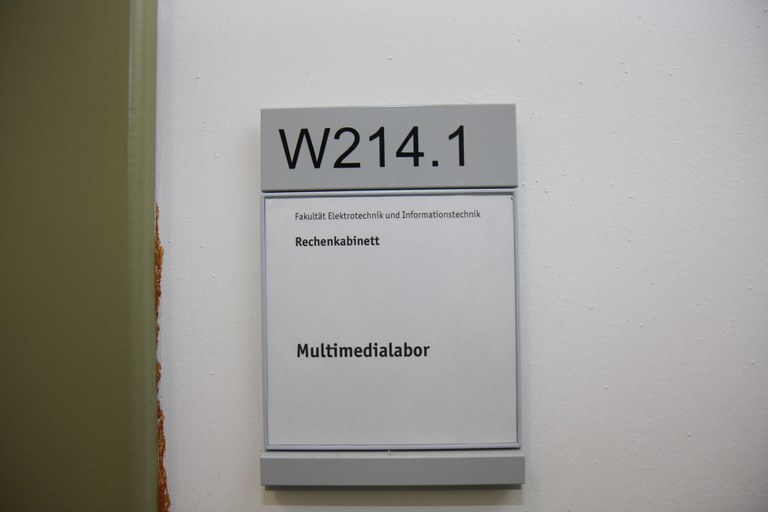 W214.1
Fakultät Elektrotechnik und Informationstechnik
Rechenkabinett
Multimedialabor